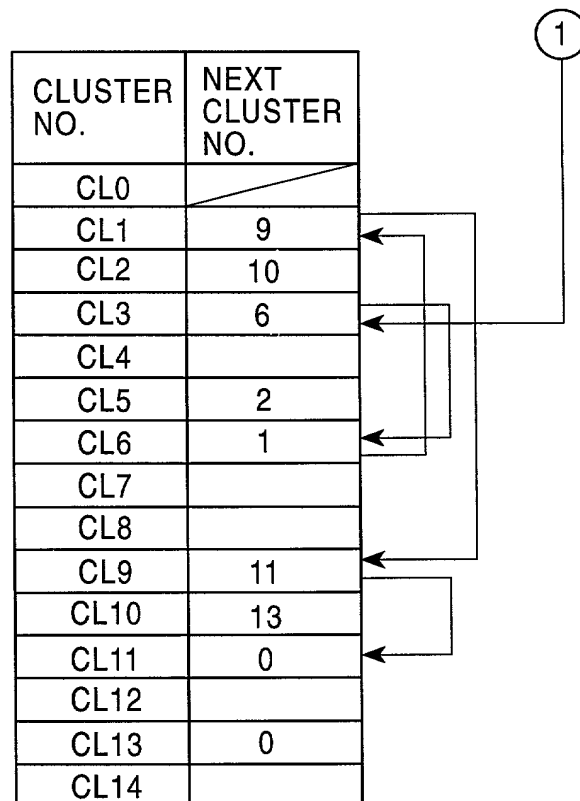 1
CLUSTER NO. NEXT CLUSTER NO.
CL0
CL1 9
CL2 10
CL3 6
CL4
CL5 2
CL6 1
CL7
CL8
CL9 11
CL10 13
CL11 0
CL12
CL13 0
CL14